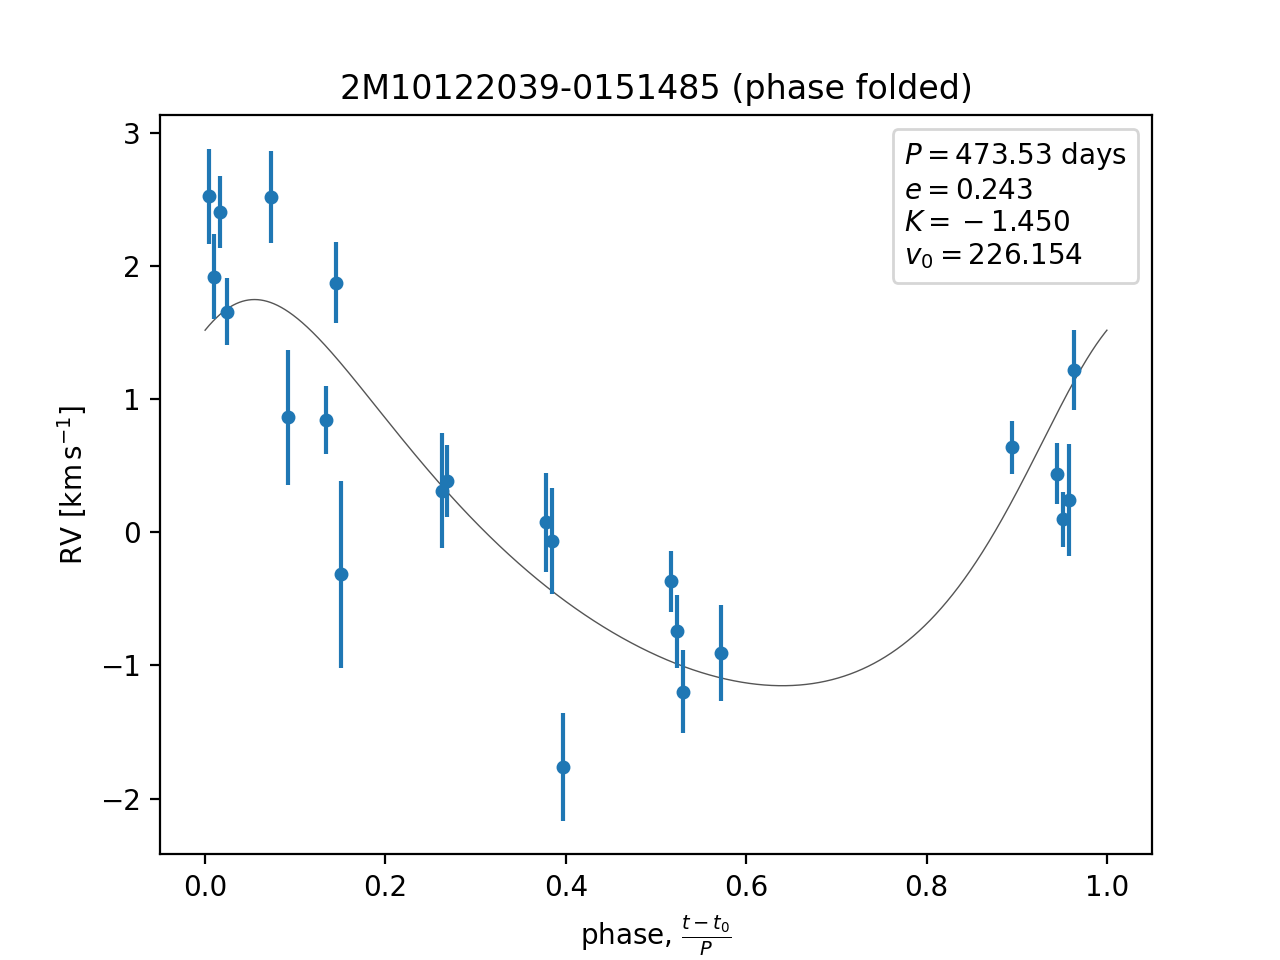 2M10122039-0151485 (phase folded)
P = 473.53 days
e = 0.243
K = −1.450
v₀ = 226.154
3
2
1
0
−1
−2
RV [km s⁻¹]
0.0 0.2 0.4 0.6 0.8 1.0
phase, (t − t₀)/P